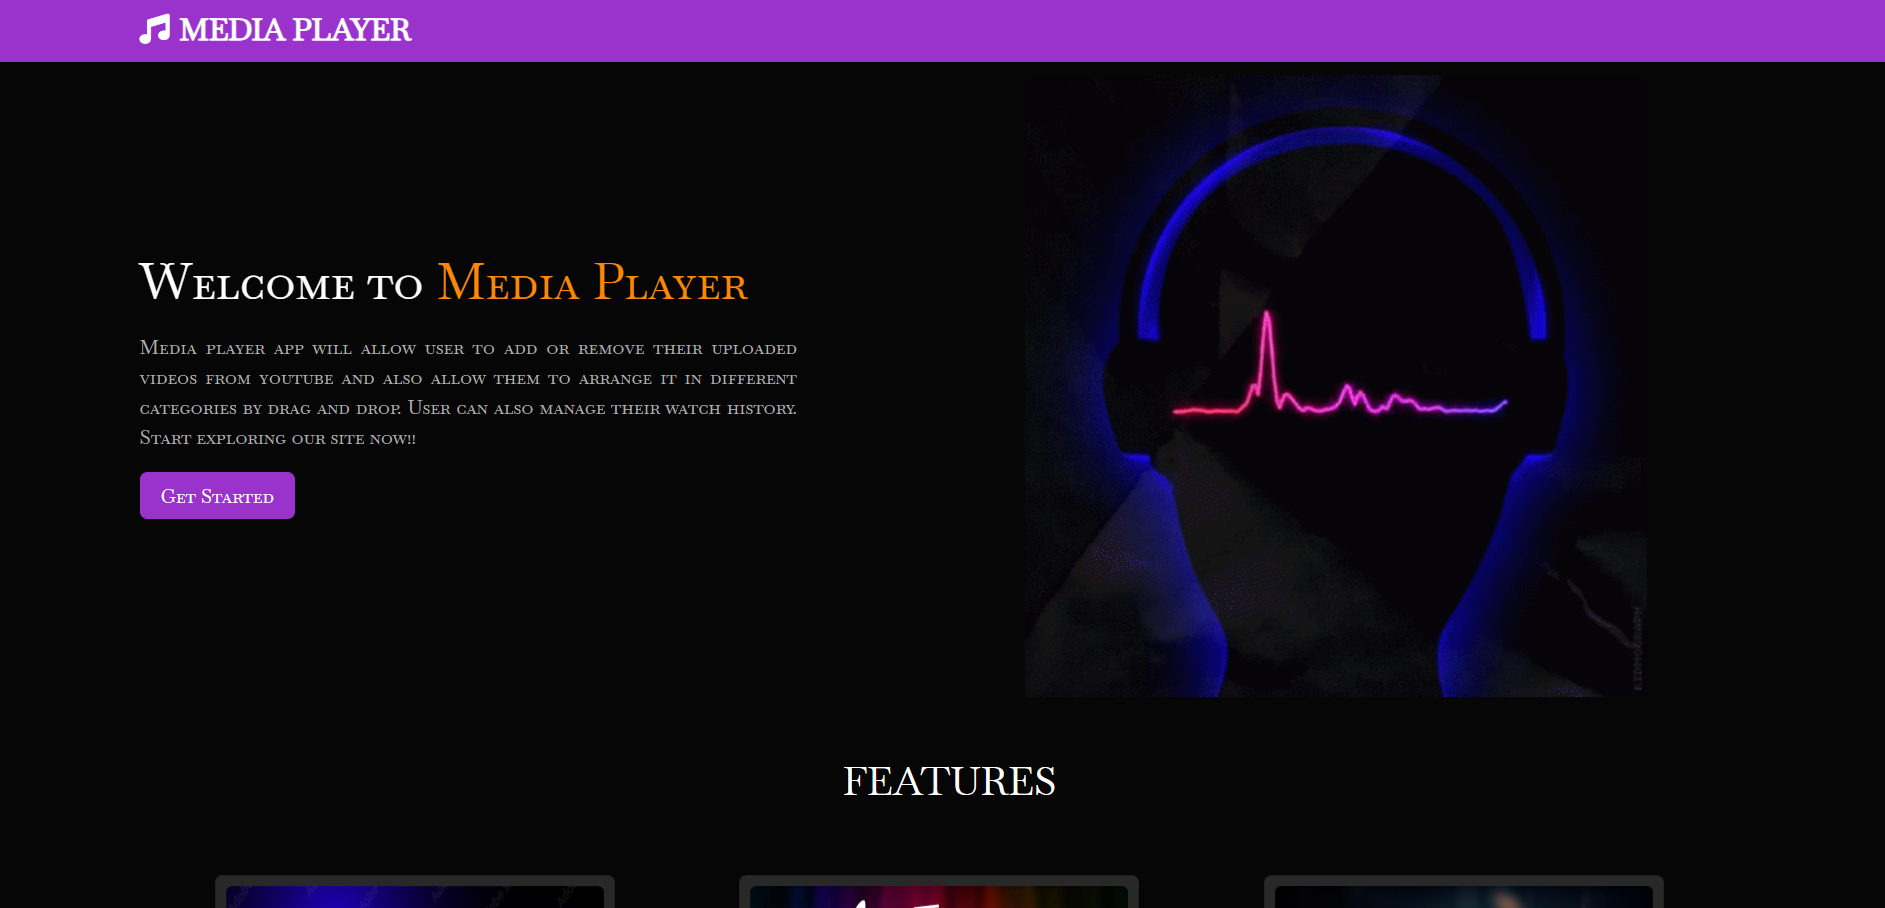 MEDIA PLAYER
Welcome to Media Player
Media player app will allow user to add or remove their uploaded
videos from youtube and also allow them to arrange it in different
categories by drag and drop. User can also manage their watch history.
Start exploring our site now!!
Get Started
FEATURES